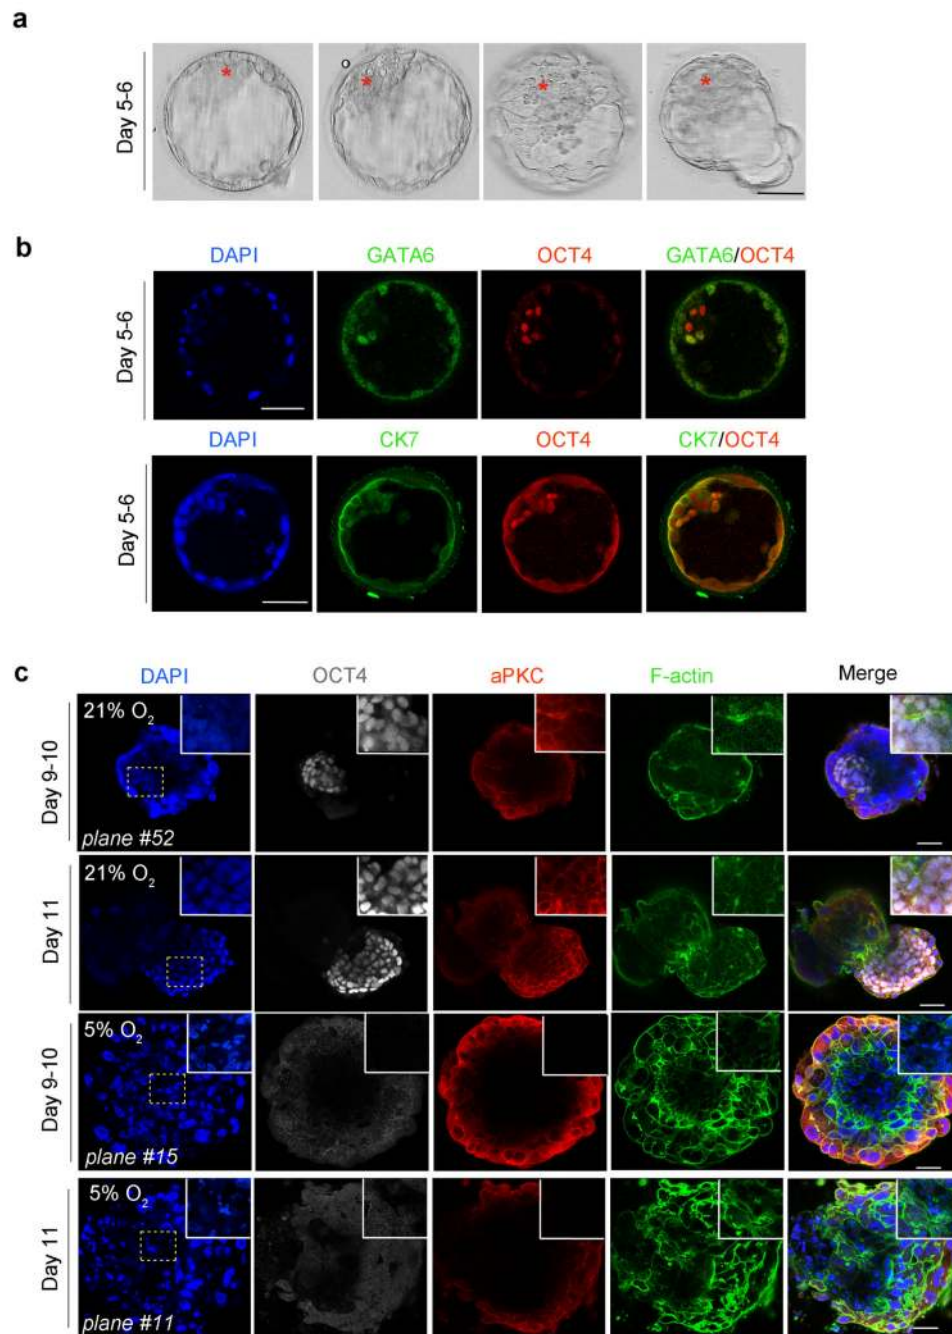 a
Day 5-6
* * * *
b
DAPI GATA6 OCT4 GATA6/OCT4
Day 5-6
DAPI CK7 OCT4 CK7/OCT4
Day 5-6
c
DAPI OCT4 aPKC F-actin Merge
Day 9-10
21% O₂
plane #52
Day 11
21% O₂
Day 9-10
5% O₂
plane #15
Day 11
5% O₂
plane #11